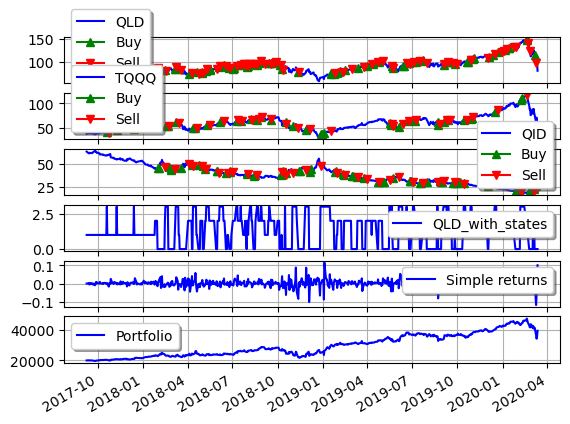 QLD
Buy
Sell
150
100
TQQQ
Buy
Sell
100
50
QID
Buy
Sell
50
25
QLD_with_states
2.5
0.0
Simple returns
0.1
0.0
−0.1
Portfolio
40000
20000
2017-10
2018-01
2018-04
2018-07
2018-10
2019-01
2019-04
2019-07
2019-10
2020-01
2020-04